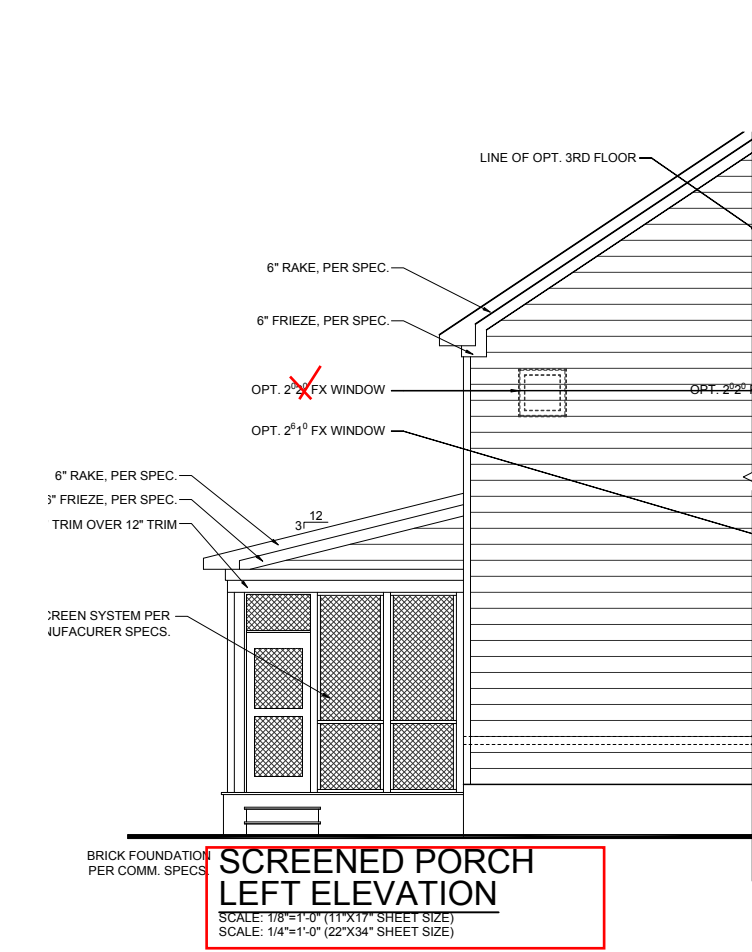 LINE OF OPT. 3RD FLOOR
6" RAKE, PER SPEC.
6" FRIEZE, PER SPEC.
OPT. 2⁰2⁰ FX WINDOW
OPT. 2⁰2⁰
OPT. 2⁶1⁰ FX WINDOW
6" RAKE, PER SPEC.
" FRIEZE, PER SPEC.
12
3
TRIM OVER 12" TRIM
CREEN SYSTEM PER
NUFACURER SPECS.
BRICK FOUNDATION
PER COMM. SPECS.
SCREENED PORCH
LEFT ELEVATION
SCALE: 1/8"=1'-0" (11"X17" SHEET SIZE)
SCALE: 1/4"=1'-0" (22"X34" SHEET SIZE)